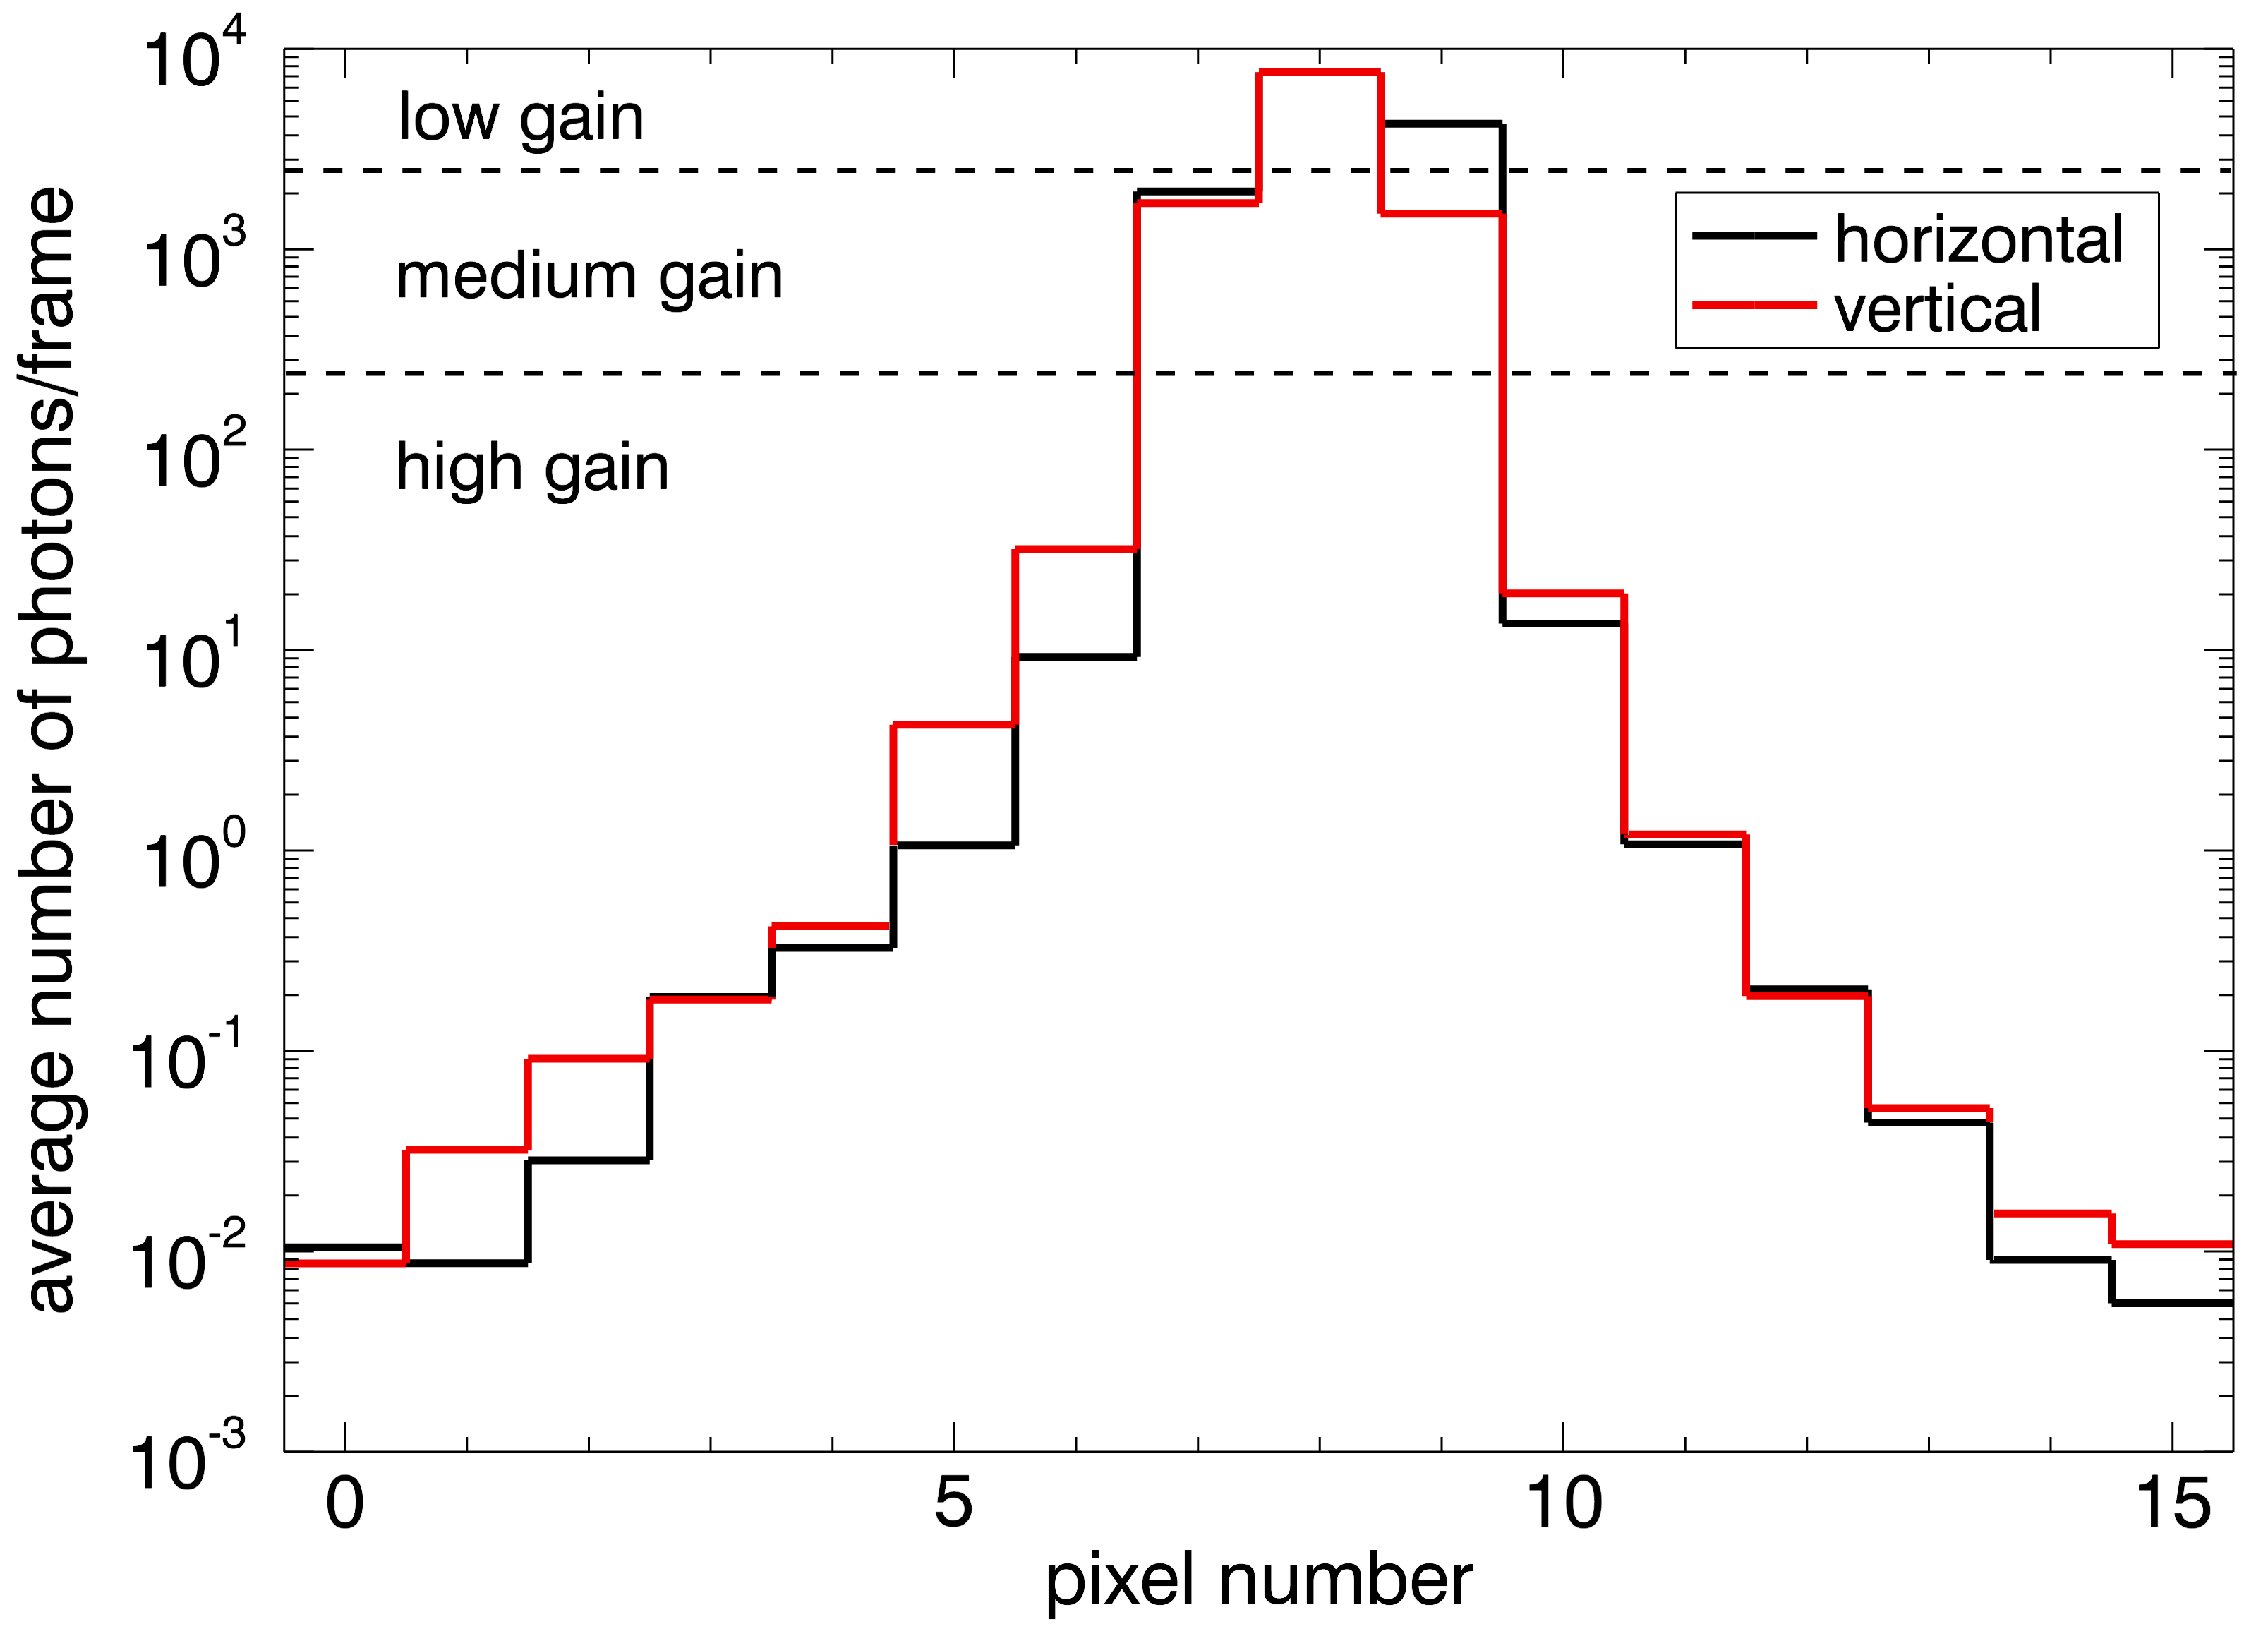 average number of photons/frame
10^4
10^3
10^2
10^1
10^0
10^-1
10^-2
10^-3
low gain
medium gain
high gain
horizontal
vertical
0 5 10 15
pixel number